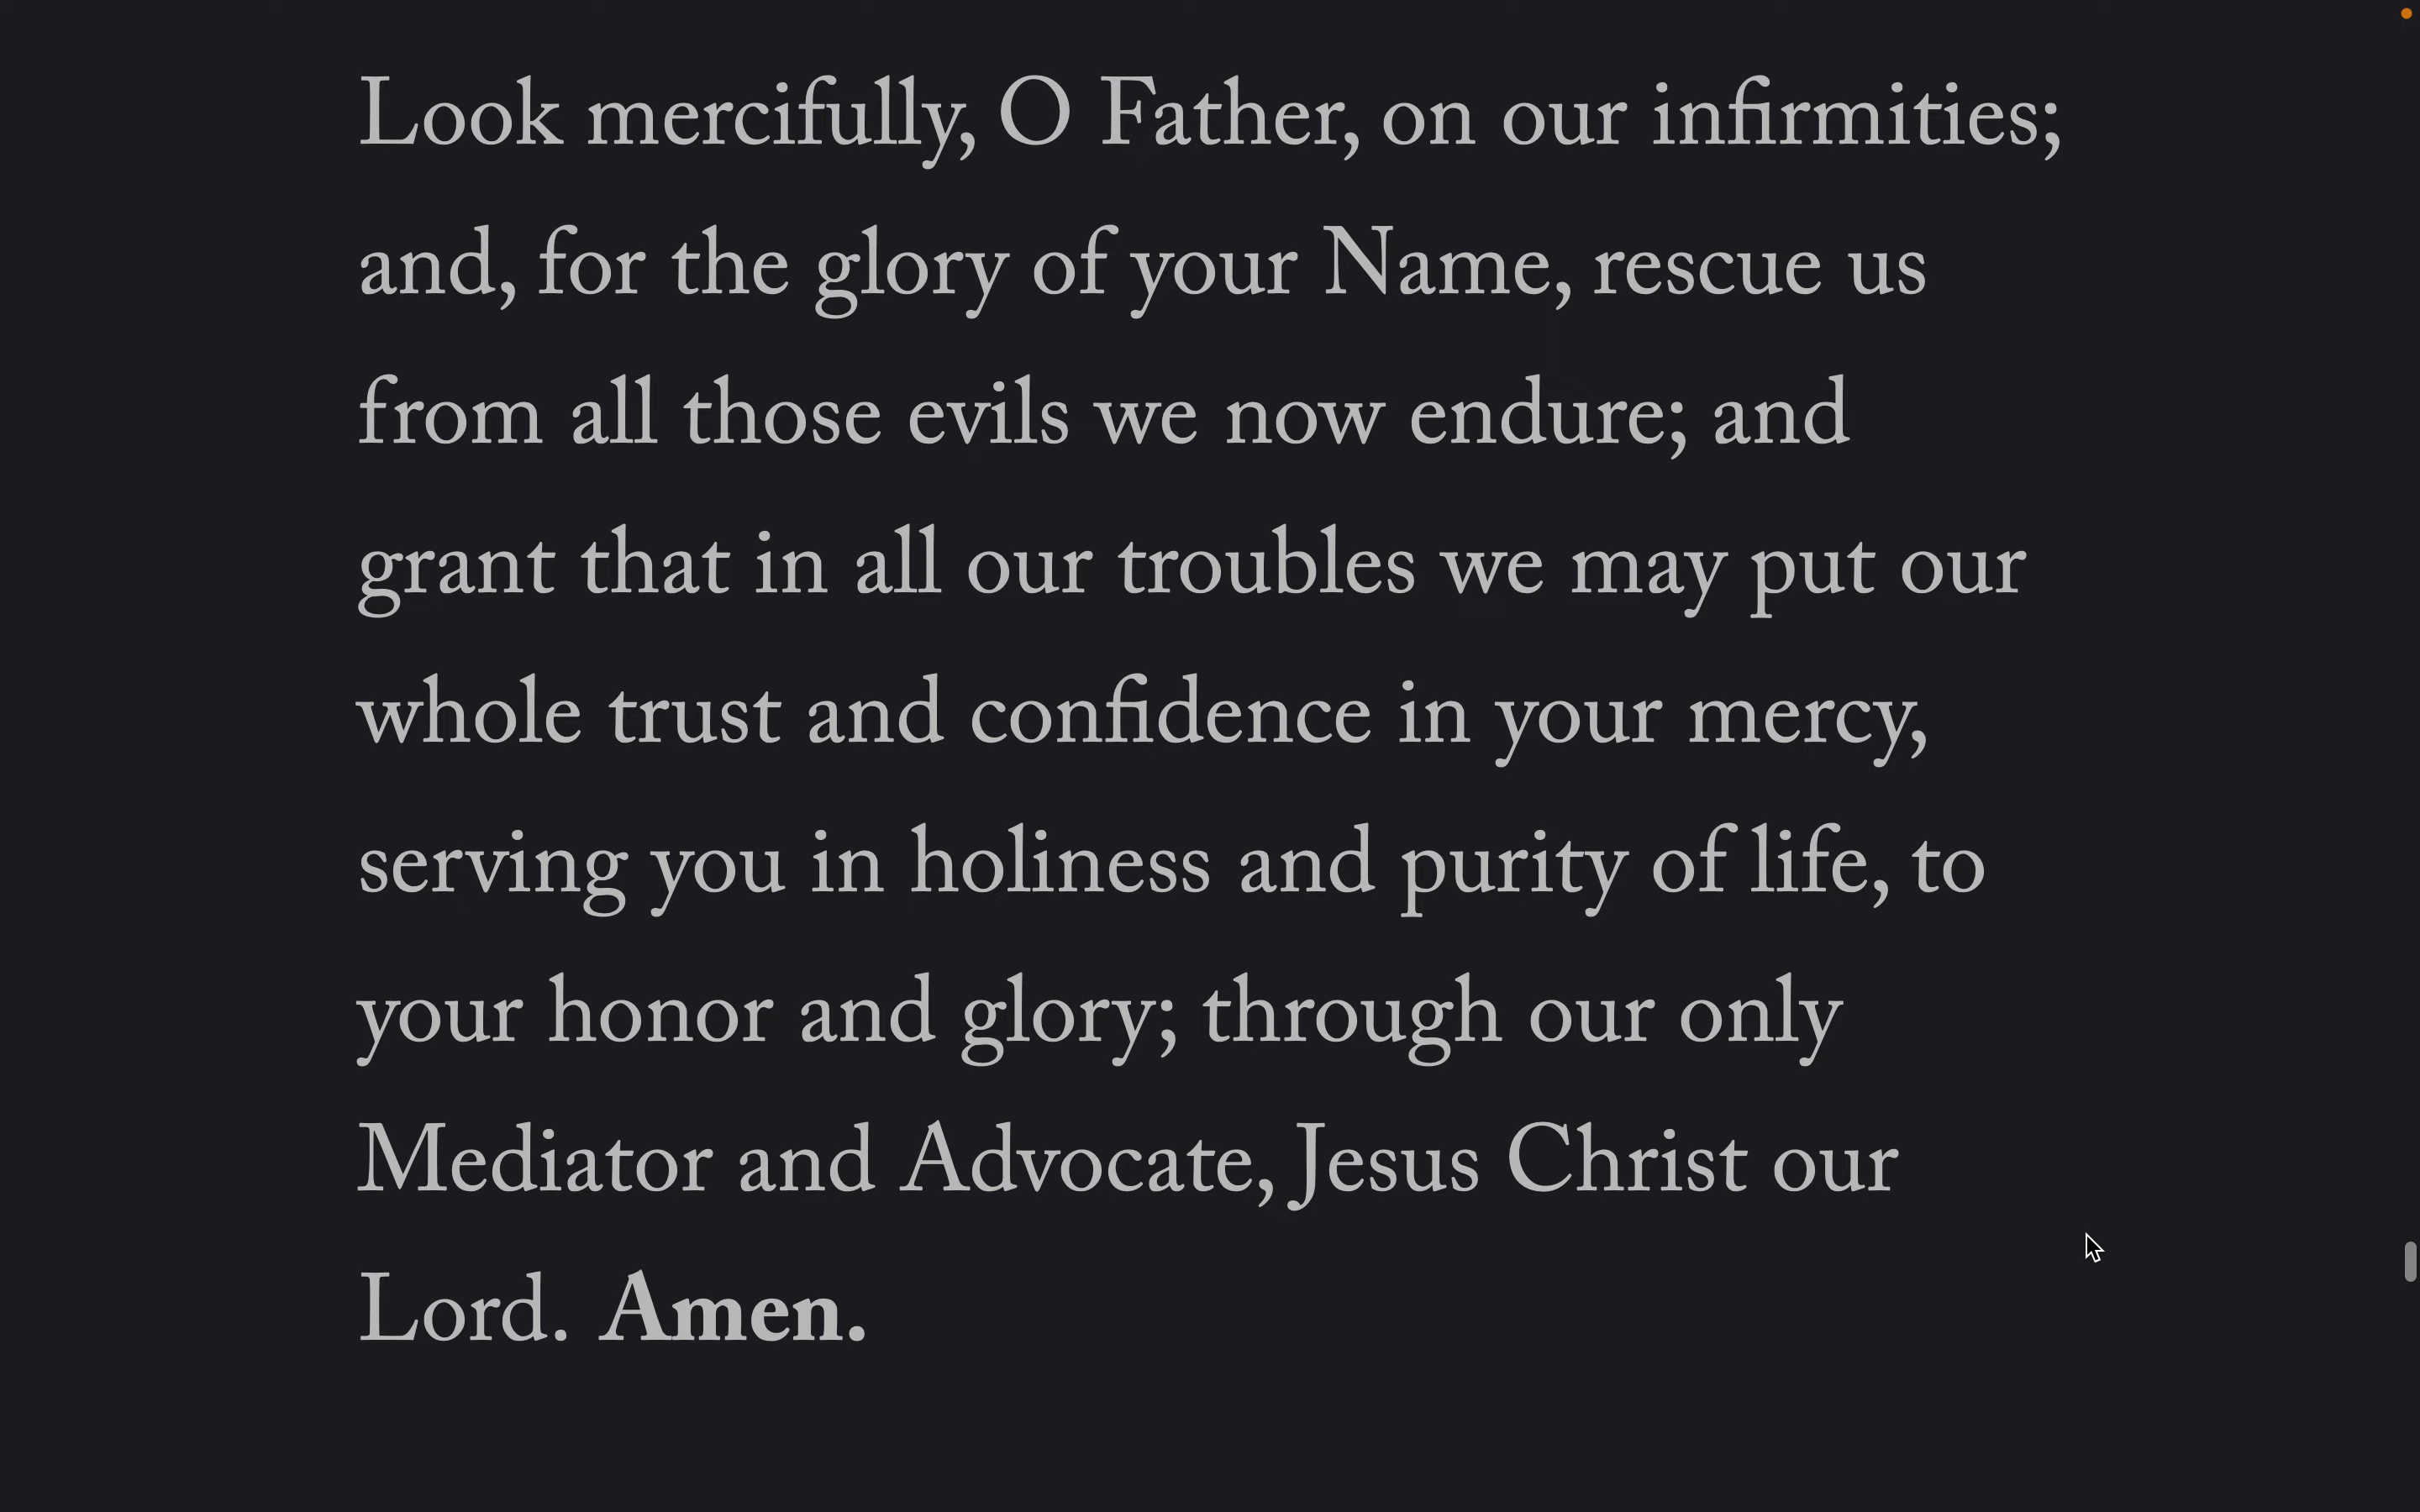 Look mercifully, O Father, on our infirmities;
and, for the glory of your Name, rescue us
from all those evils we now endure; and
grant that in all our troubles we may put our
whole trust and confidence in your mercy,
serving you in holiness and purity of life, to
your honor and glory; through our only
Mediator and Advocate, Jesus Christ our
Lord. Amen.